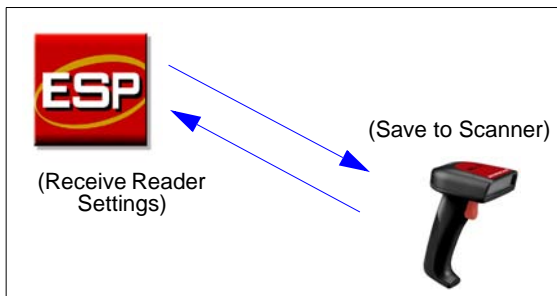 ESP
(Save to Scanner)
(Receive Reader
Settings)